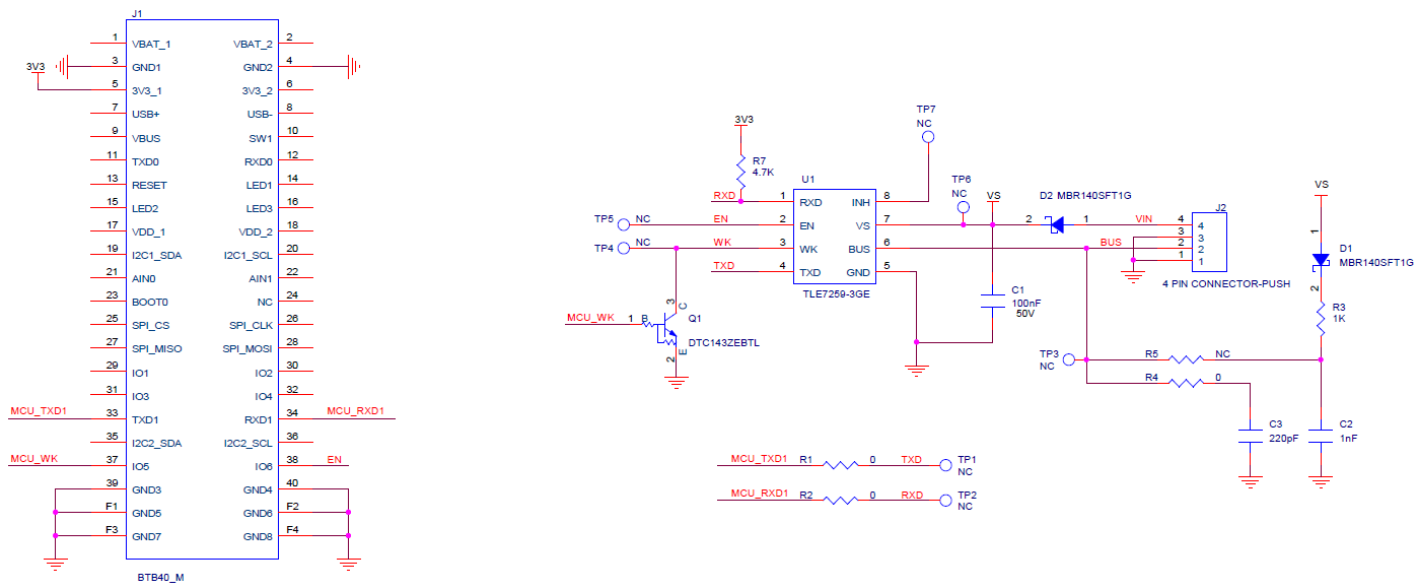 J1
1 VBAT_1 VBAT_2 2
3 GND1 GND2 4
3V3
5 3V3_1 3V3_2 6
7 USB+ USB- 8
9 VBUS SW1 10
11 TXD0 RXD0 12
13 RESET LED1 14
15 LED2 LED3 16
17 VDD_1 VDD_2 18
19 I2C1_SDA I2C1_SCL 20
21 AIN0 AIN1 22
23 BOOT0 NC 24
25 SPI_CS SPI_CLK 26
27 SPI_MISO SPI_MOSI 28
29 IO1 IO2 30
31 IO3 IO4 32
MCU_TXD1 33 TXD1 RXD1 34 MCU_RXD1
35 I2C2_SDA I2C2_SCL 36
MCU_WK 37 IO5 IO6 38 EN
39 GND3 GND4 40
F1 GND5 GND6 F2
F3 GND7 GND8 F4
BTB40_M
3V3
R7
4.7K
TP7
NC
U1
RXD 1 RXD INH 8
TP5 NC EN 2 EN VS 7
TP4 NC WK 3 WK BUS 6
TXD 4 TXD GND 5
TLE7259-3GE
TP6
NC
VS
D2 MBR140SFT1G
2 1 VIN
BUS
J2
4 4
3 3
2 2
1 1
4 PIN CONNECTOR-PUSH
C1
100nF
50V
MCU_WK 1 B
3 C
Q1
DTC143ZEBTL
2 E
VS
1
D1
MBR140SFT1G
2
R3
1K
TP3
NC
R5 NC
R4 0
C3
220pF
C2
1nF
MCU_TXD1 R1 0 TXD TP1
NC
MCU_RXD1 R2 0 RXD TP2
NC